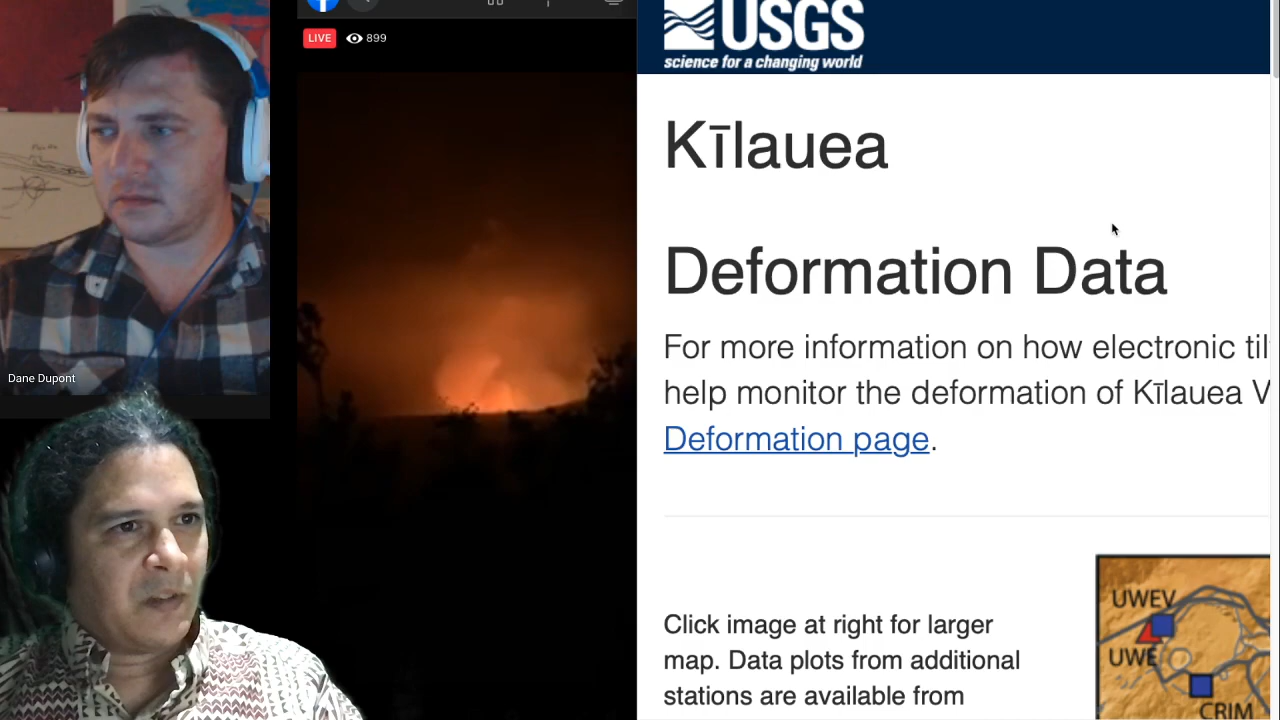 LIVE 899
Dane Dupont
USGS
science for a changing world
Kīlauea
Deformation Data
For more information on how electronic
help monitor the deformation of Kīlauea V
Deformation page.
Click image at right for larger
map. Data plots from additional
stations are available from
UWEV
UWE
CRIM